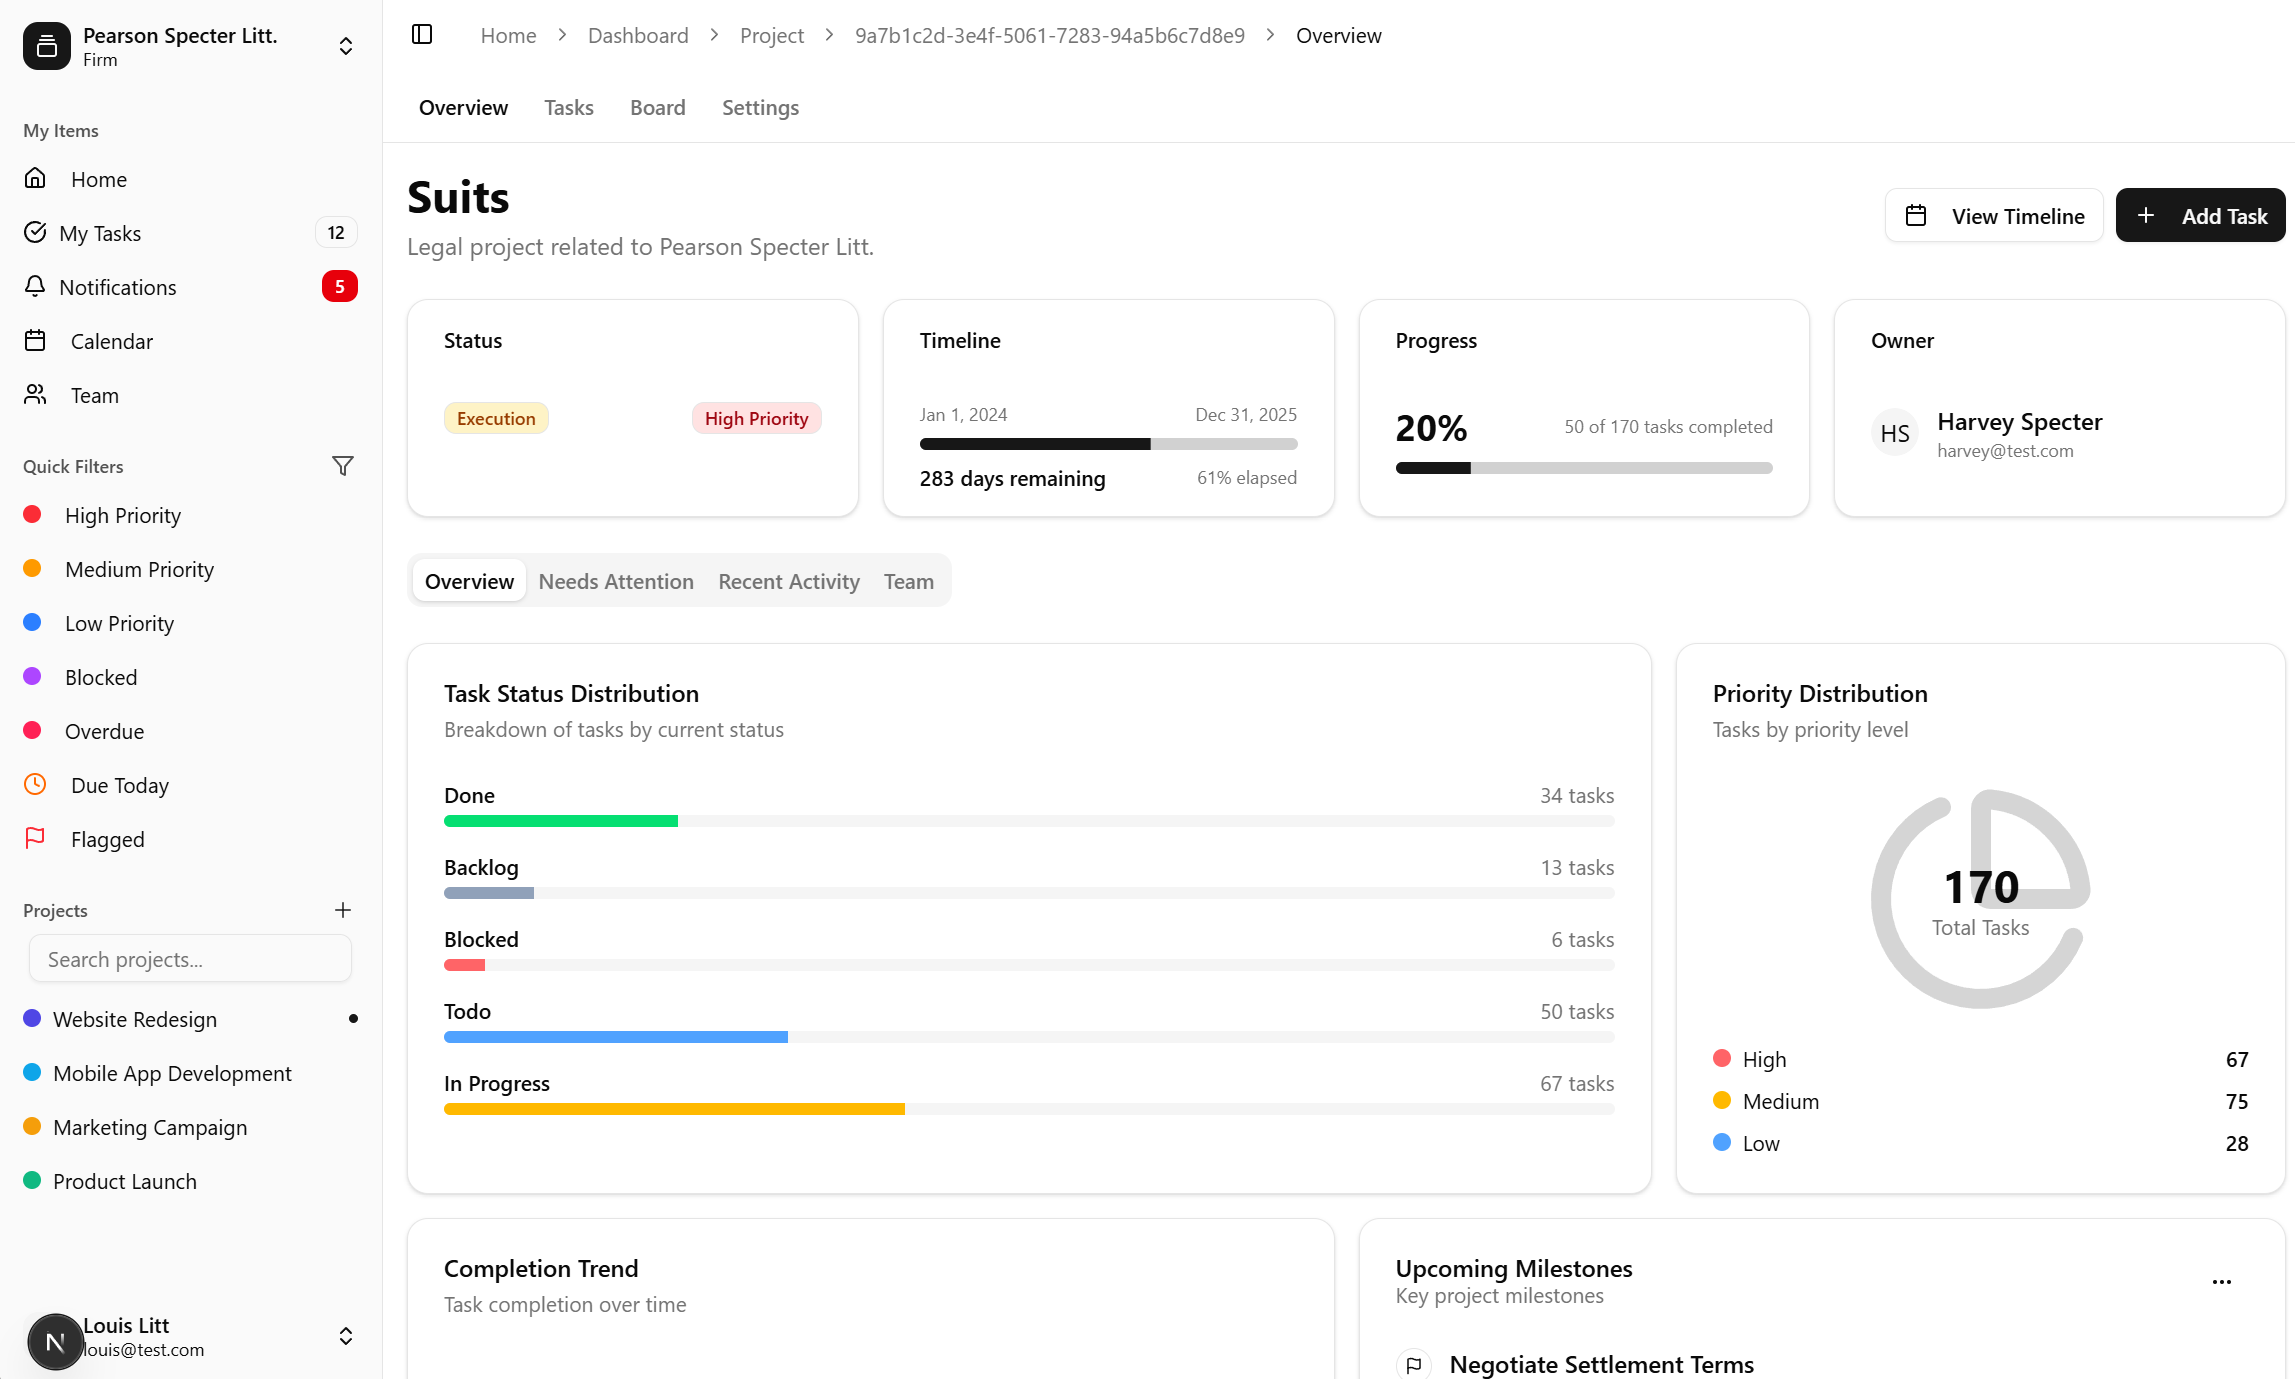 Pearson Specter Litt.
Firm
My Items
Home
My Tasks 12
Notifications 5
Calendar
Team
Quick Filters
High Priority
Medium Priority
Low Priority
Blocked
Overdue
Due Today
Flagged
Projects
Search projects...
Website Redesign
Mobile App Development
Marketing Campaign
Product Launch
N
Louis Litt
louis@test.com
Home > Dashboard > Project > 9a7b1c2d-3e4f-5061-7283-94a5b6c7d8e9 > Overview
Overview Tasks Board Settings
Suits
Legal project related to Pearson Specter Litt.
View Timeline
Add Task
Status
Execution High Priority
Timeline
Jan 1, 2024 Dec 31, 2025
283 days remaining 61% elapsed
Progress
20% 50 of 170 tasks completed
Owner
HS
Harvey Specter
harvey@test.com
Overview Needs Attention Recent Activity Team
Task Status Distribution
Breakdown of tasks by current status
Done 34 tasks
Backlog 13 tasks
Blocked 6 tasks
Todo 50 tasks
In Progress 67 tasks
Priority Distribution
Tasks by priority level
170
Total Tasks
High 67
Medium 75
Low 28
Completion Trend
Task completion over time
Upcoming Milestones
Key project milestones
Negotiate Settlement Terms